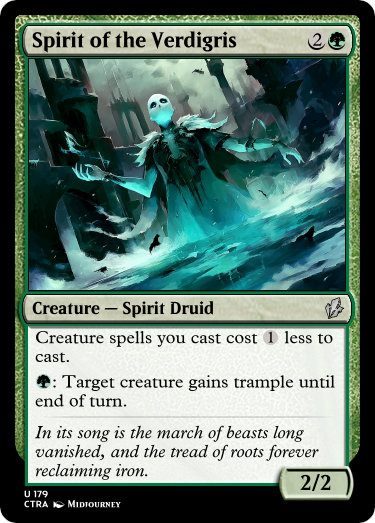 Spirit of the Verdigris 2
Creature — Spirit Druid
Creature spells you cast cost 1 less to
cast.
: Target creature gains trample until
end of turn.
In its song is the march of beasts long
vanished, and the tread of roots forever
reclaiming iron.
2/2
U 179
CTRA Midjourney